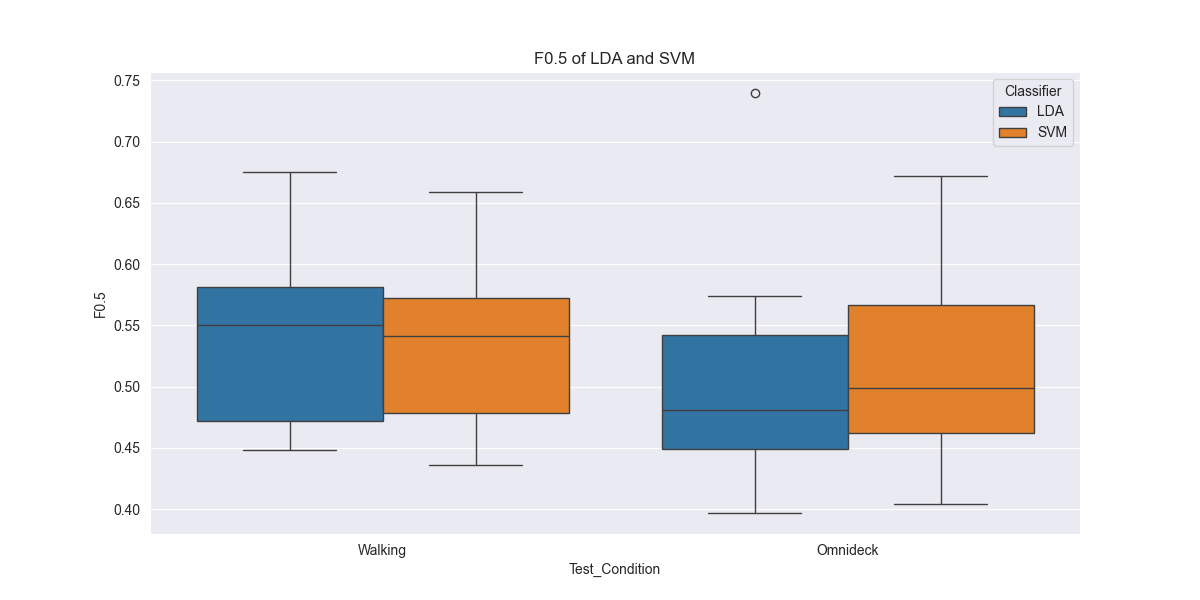 F0.5 of LDA and SVM
0.75
0.70
0.65
0.60
0.55
0.50
0.45
0.40
F0.5
Classifier
LDA
SVM
Walking
Omnideck
Test_Condition